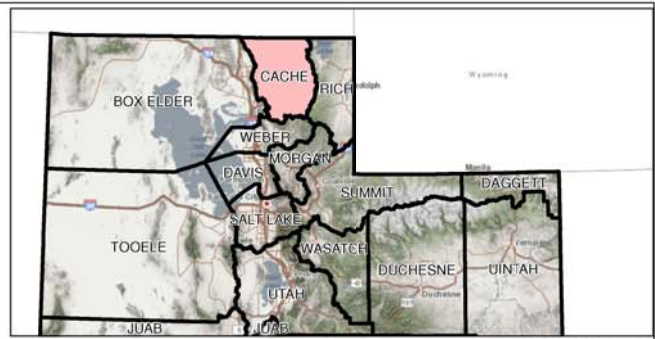 CACHE
RICH
dolph
Wyoming
BOX ELDER
WEBER
MORGAN
Manila
DAVIS
SUMMIT
DAGGETT
SALT LAKE
TOOELE
WASATCH
DUCHESNE
UINTAH
UTAH
Duchesne
JUAB
JUAB